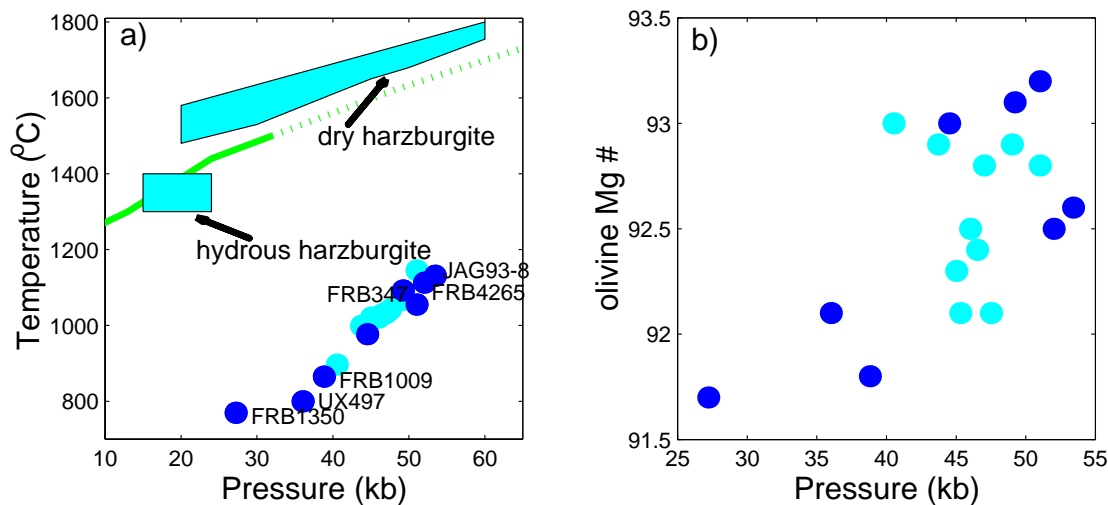 a)
1800
1600
1400
1200
1000
800
Temperature (ºC)
dry harzburgite
hydrous harzburgite
JAG93-8
FRB347
FRB4265
FRB1009
UX497
FRB1350
10 20 30 40 50 60
Pressure (kb)
b)
93.5
93
92.5
92
91.5
olivine Mg #
25 30 35 40 45 50 55
Pressure (kb)